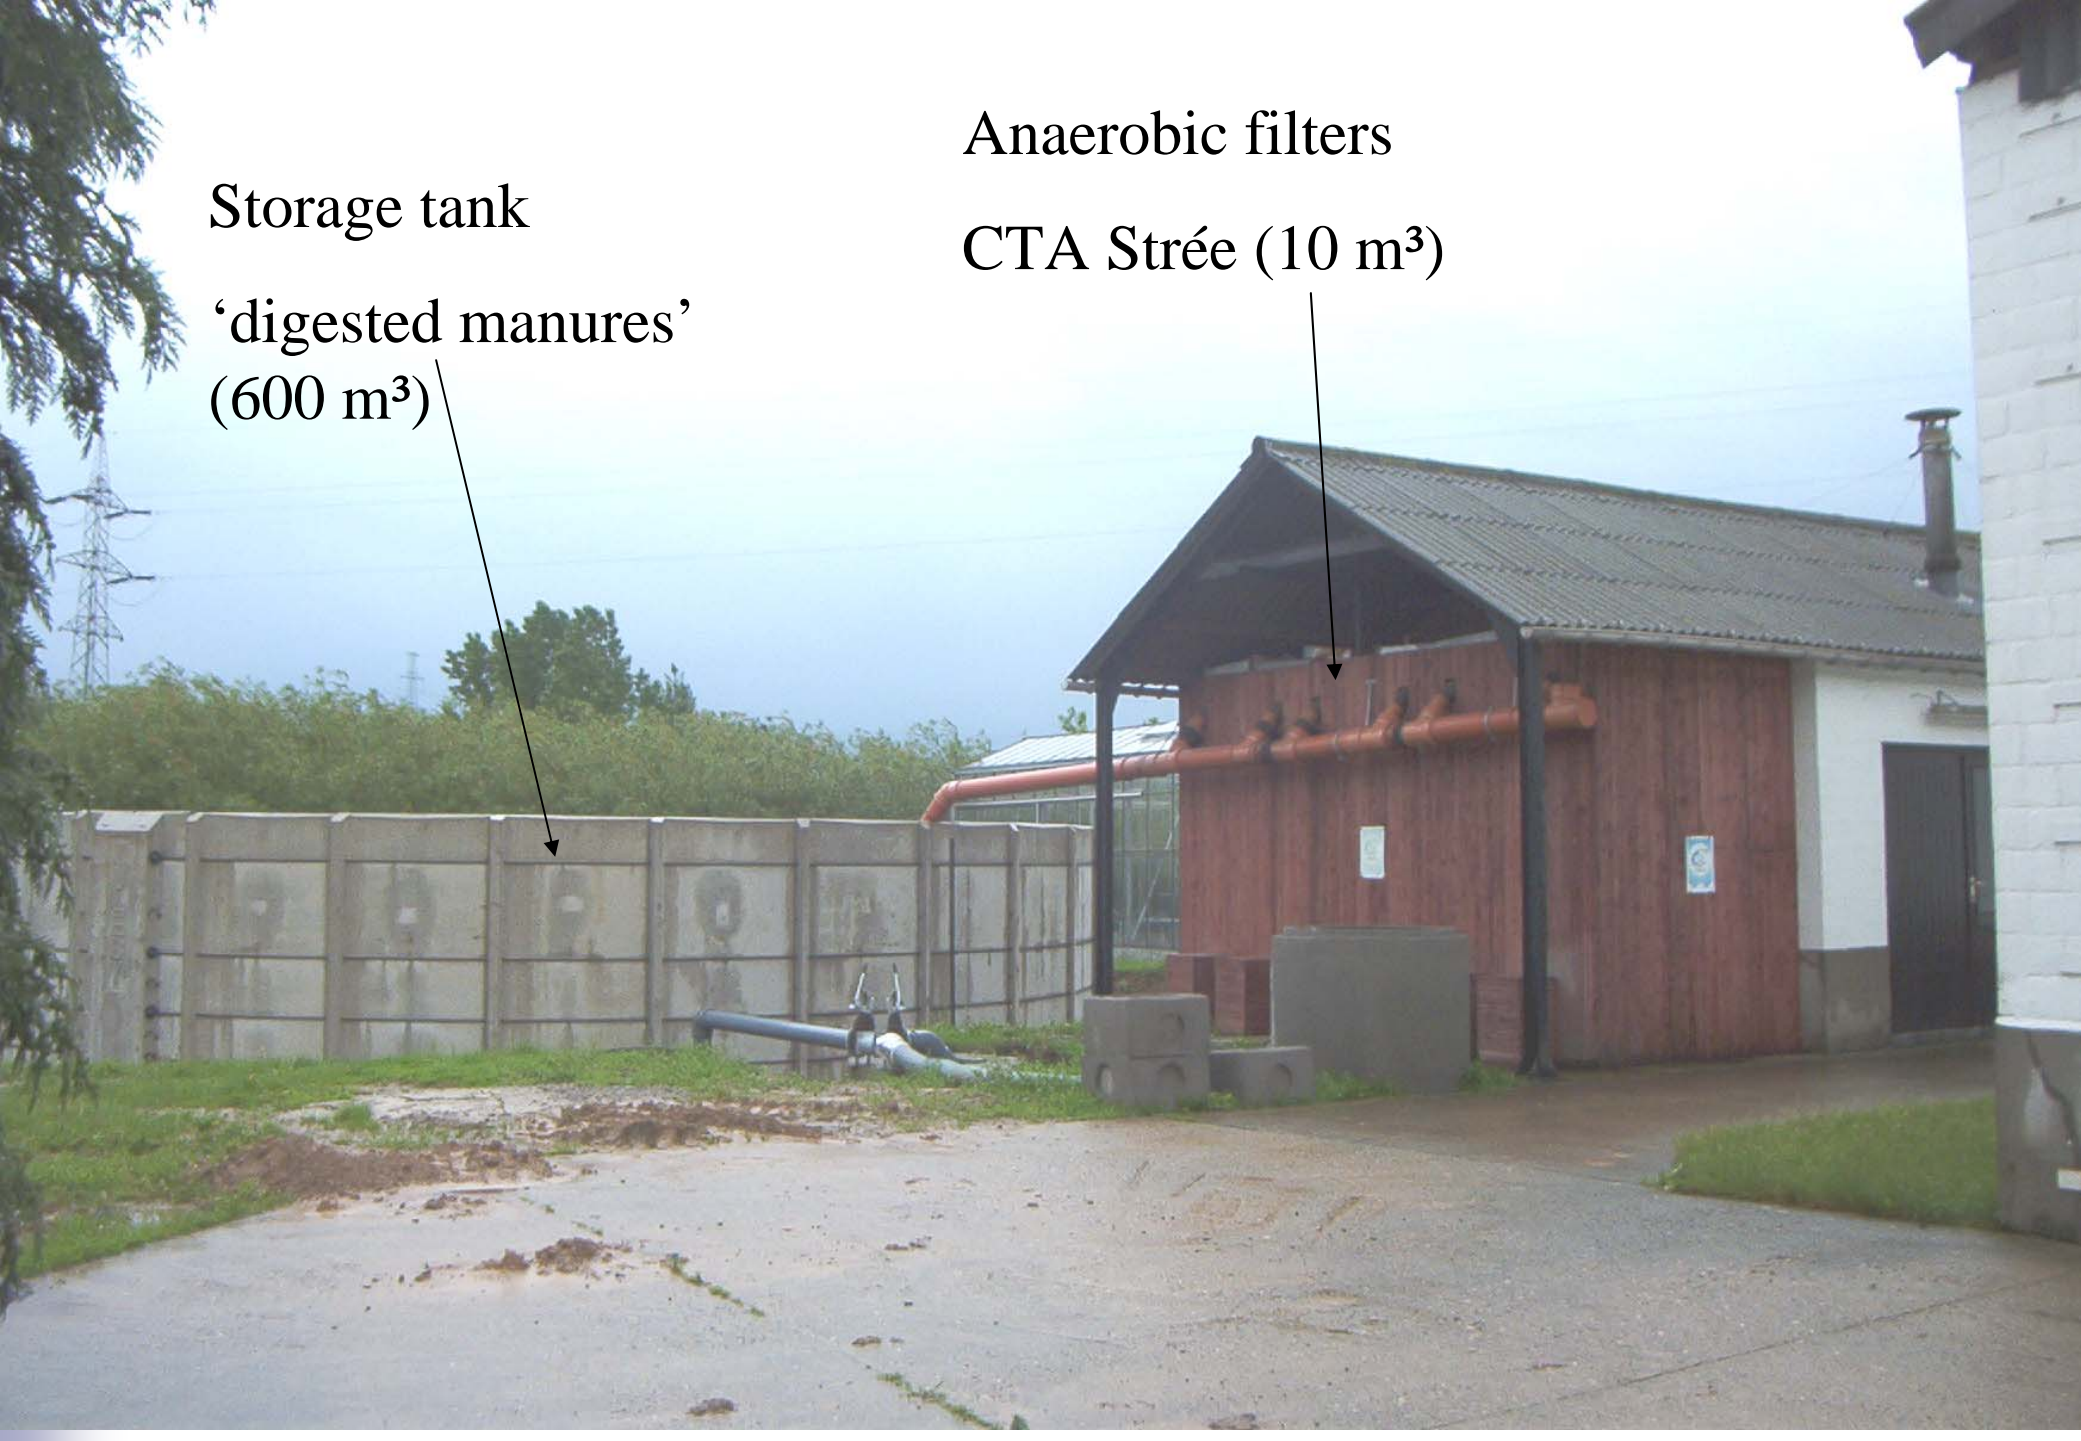 Storage tank
‘digested manures’
(600 m³)
Anaerobic filters
CTA Strée (10 m³)